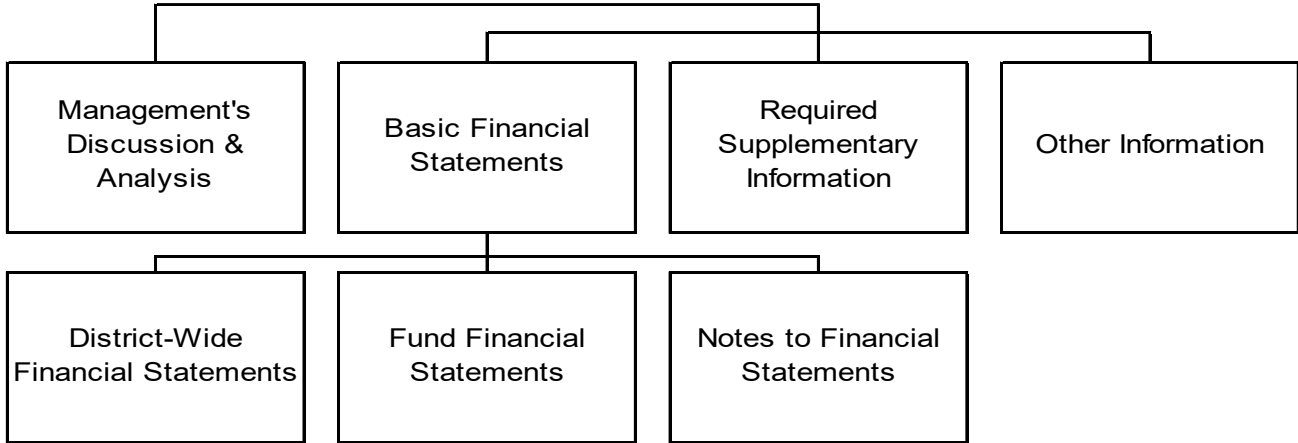 Management's
Discussion &
Analysis
Basic Financial
Statements
Required
Supplementary
Information
Other Information
District-Wide
Financial Statements
Fund Financial
Statements
Notes to Financial
Statements